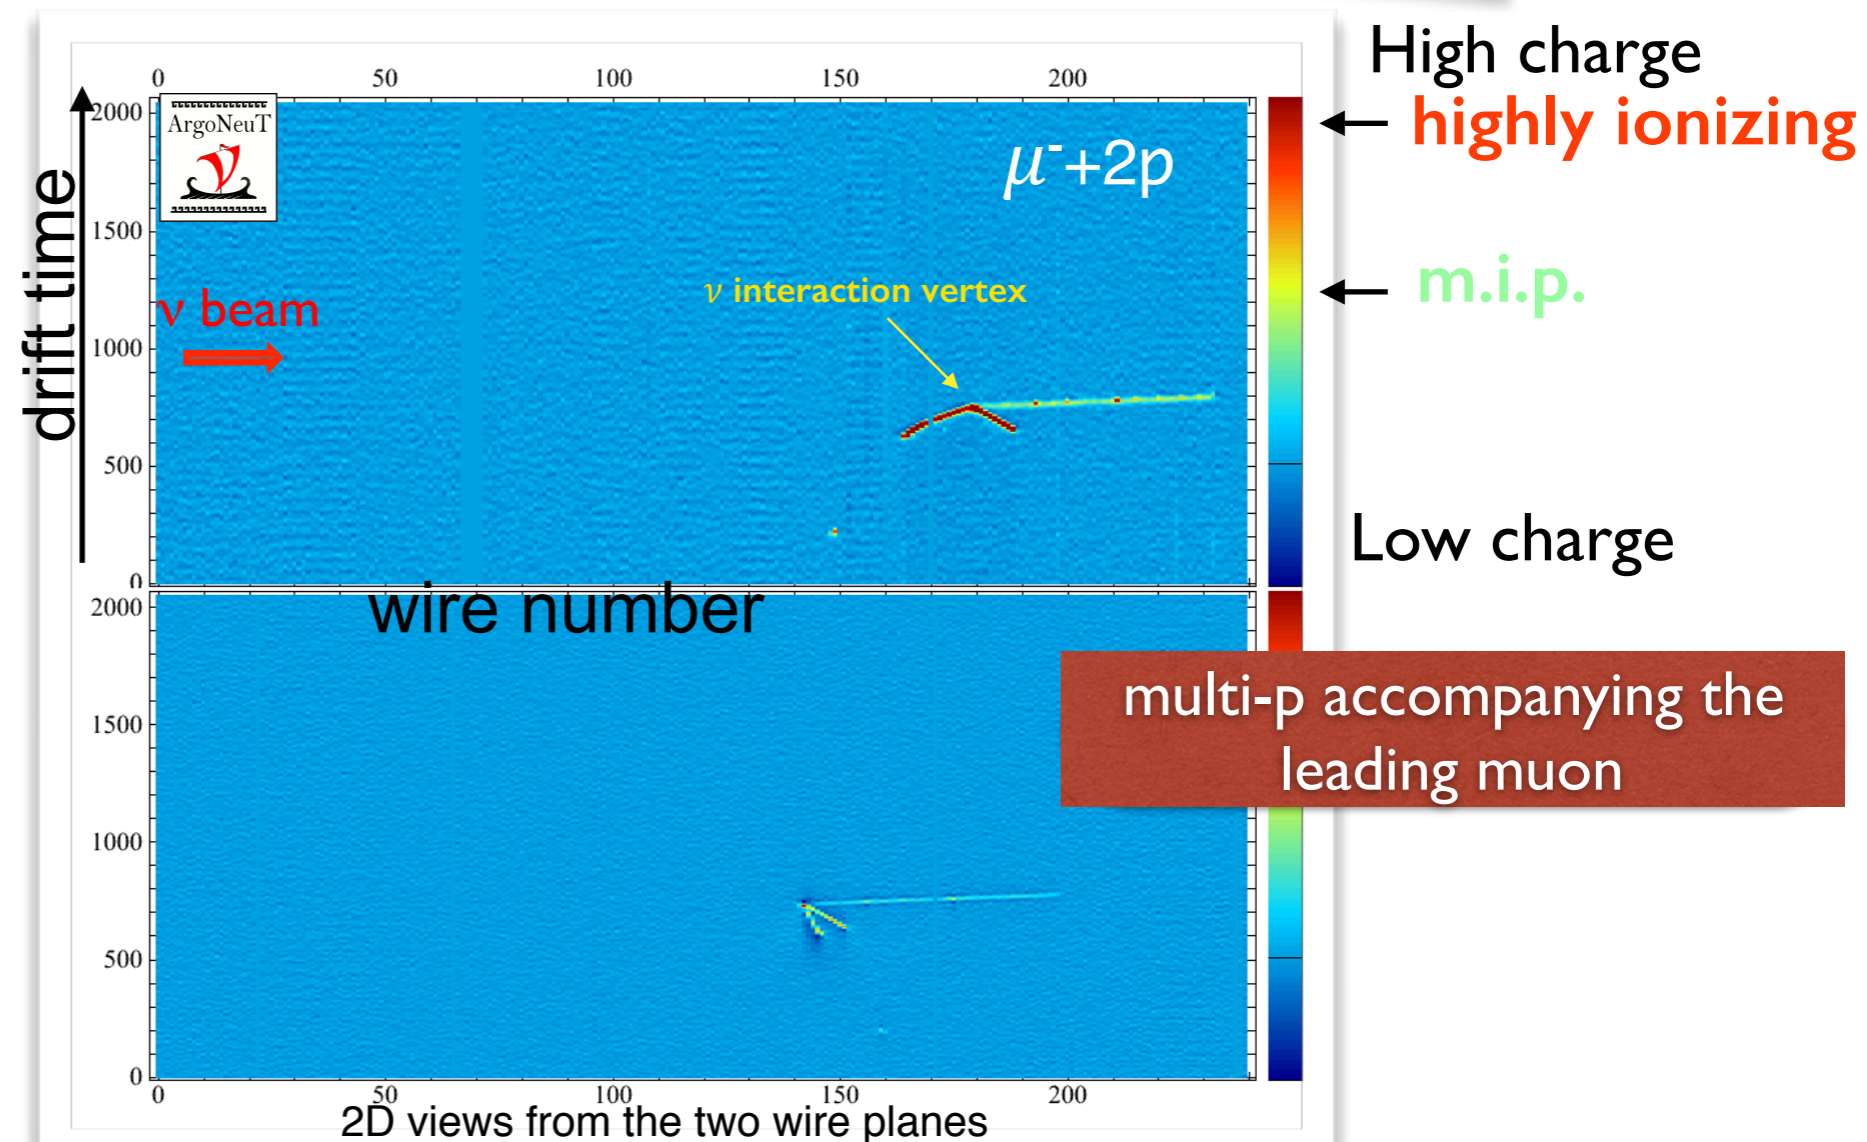 High charge
highly ionizing
m.i.p.
Low charge
0 50 100 150 200
2000
1500
1000
500
0
ArgoNeuT
μ-+2p
drift time
ν beam
ν interaction vertex
wire number
2000
1500
1000
500
0
multi-p accompanying the
leading muon
0 50 100 150 200
2D views from the two wire planes